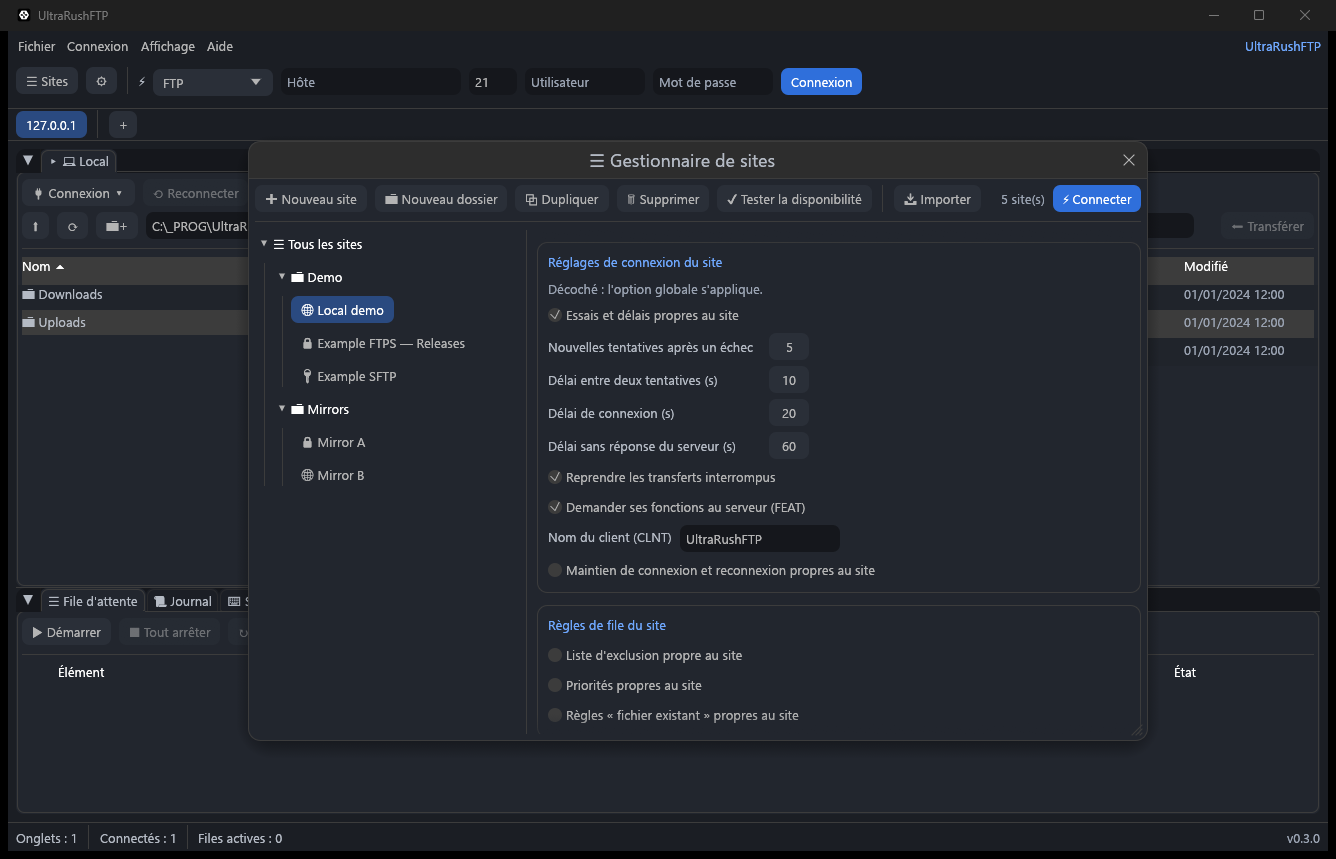 UltraRushFTP
Fichier Connexion Affichage Aide UltraRushFTP
Sites FTP Hôte 21 Utilisateur Mot de passe Connexion
127.0.0.1 +
Local
Connexion Reconnecter
C:\_PROG\UltraR
Transférer
Nom Modifié
Downloads 01/01/2024 12:00
Uploads 01/01/2024 12:00
01/01/2024 12:00
Gestionnaire de sites
+ Nouveau site Nouveau dossier Dupliquer Supprimer Tester la disponibilité Importer 5 site(s) Connecter
Tous les sites
Demo
Local demo
Example FTPS — Releases
Example SFTP
Mirrors
Mirror A
Mirror B
Réglages de connexion du site
Décoché : l'option globale s'applique.
Essais et délais propres au site
Nouvelles tentatives après un échec 5
Délai entre deux tentatives (s) 10
Délai de connexion (s) 20
Délai sans réponse du serveur (s) 60
Reprendre les transferts interrompus
Demander ses fonctions au serveur (FEAT)
Nom du client (CLNT) UltraRushFTP
Maintien de connexion et reconnexion propres au site
Règles de file du site
Liste d'exclusion propre au site
Priorités propres au site
Règles « fichier existant » propres au site
File d'attente Journal
Démarrer Tout arrêter
Élément État
Onglets : 1 Connectés : 1 Files actives : 0 v0.3.0